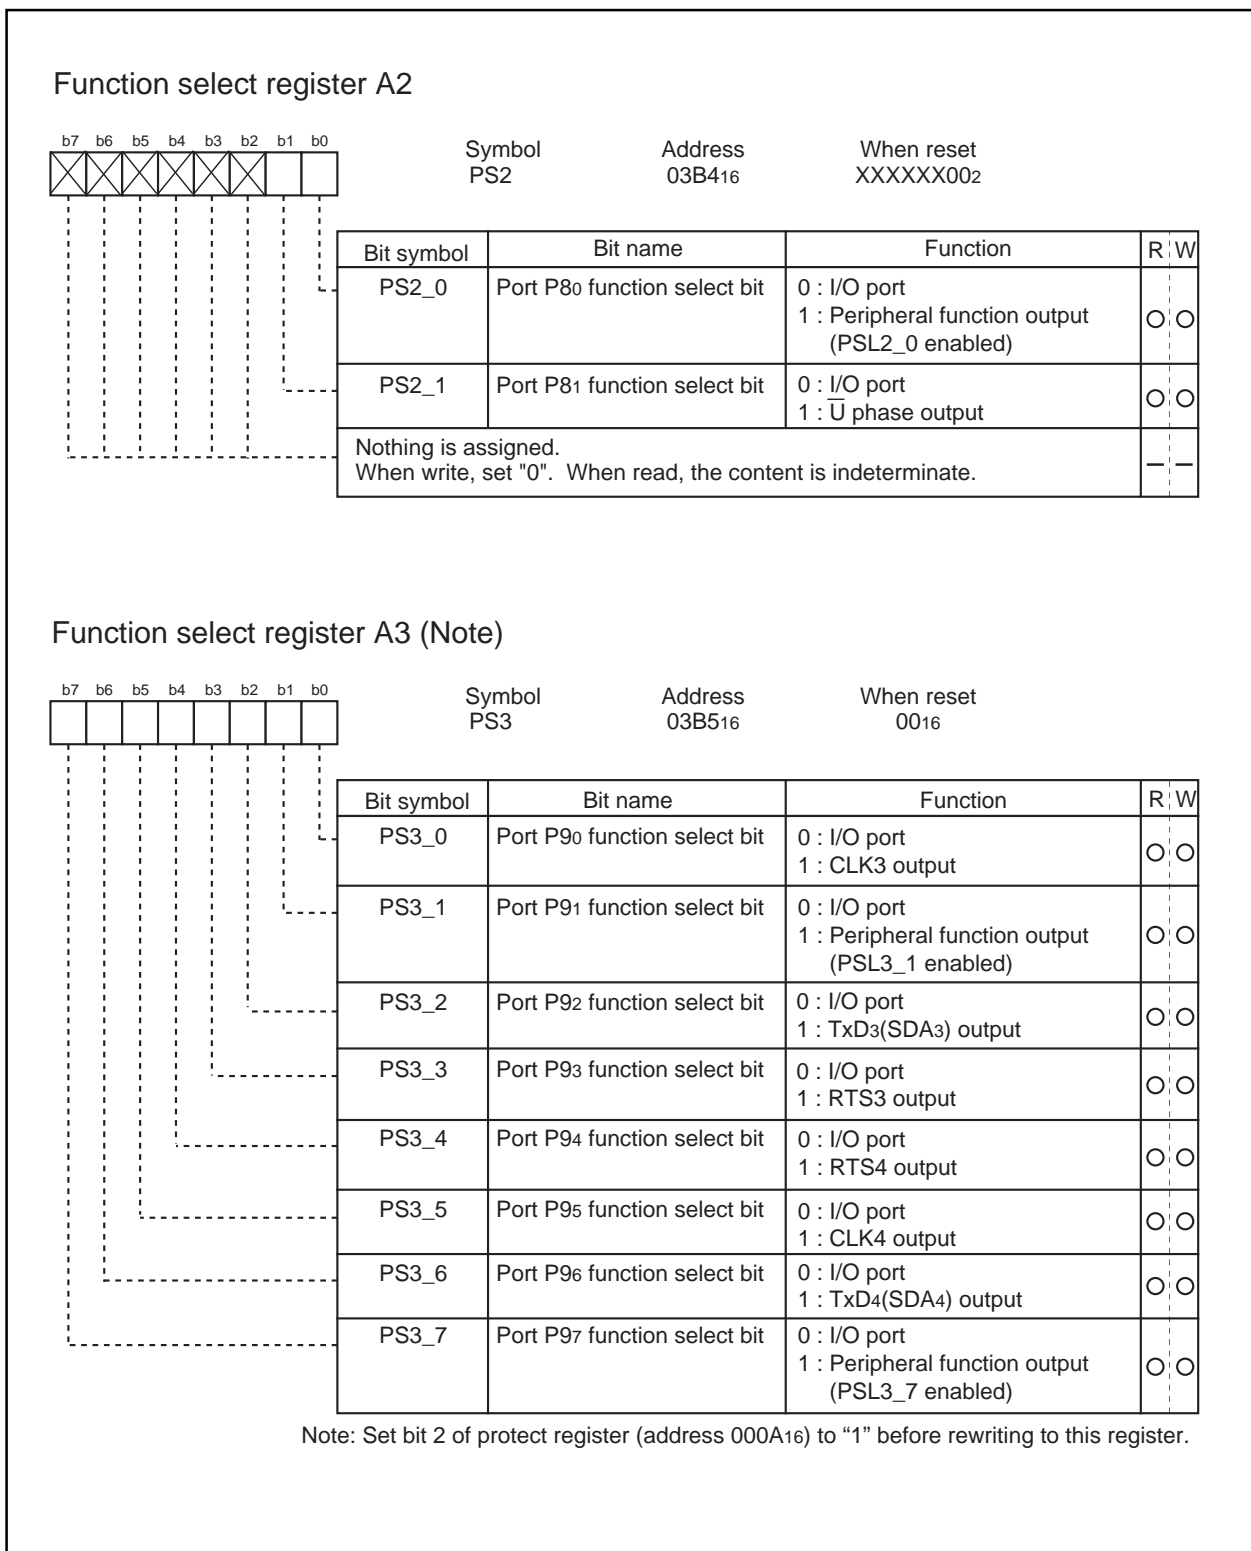 Function select register A2
b7 b6 b5 b4 b3 b2 b1 b0
Symbol Address When reset
PS2 03B416 XXXXXX002
Bit symbol Bit name Function R W
PS2_0 Port P80 function select bit 0 : I/O port
1 : Peripheral function output
(PSL2_0 enabled)
PS2_1 Port P81 function select bit 0 : I/O port
1 : U̅ phase output
Nothing is assigned.
When write, set "0". When read, the content is indeterminate. – –
Function select register A3 (Note)
b7 b6 b5 b4 b3 b2 b1 b0
Symbol Address When reset
PS3 03B516 0016
Bit symbol Bit name Function R W
PS3_0 Port P90 function select bit 0 : I/O port
1 : CLK3 output
PS3_1 Port P91 function select bit 0 : I/O port
1 : Peripheral function output
(PSL3_1 enabled)
PS3_2 Port P92 function select bit 0 : I/O port
1 : TxD3(SDA3) output
PS3_3 Port P93 function select bit 0 : I/O port
1 : RTS3 output
PS3_4 Port P94 function select bit 0 : I/O port
1 : RTS4 output
PS3_5 Port P95 function select bit 0 : I/O port
1 : CLK4 output
PS3_6 Port P96 function select bit 0 : I/O port
1 : TxD4(SDA4) output
PS3_7 Port P97 function select bit 0 : I/O port
1 : Peripheral function output
(PSL3_7 enabled)
Note: Set bit 2 of protect register (address 000A16) to “1” before rewriting to this register.